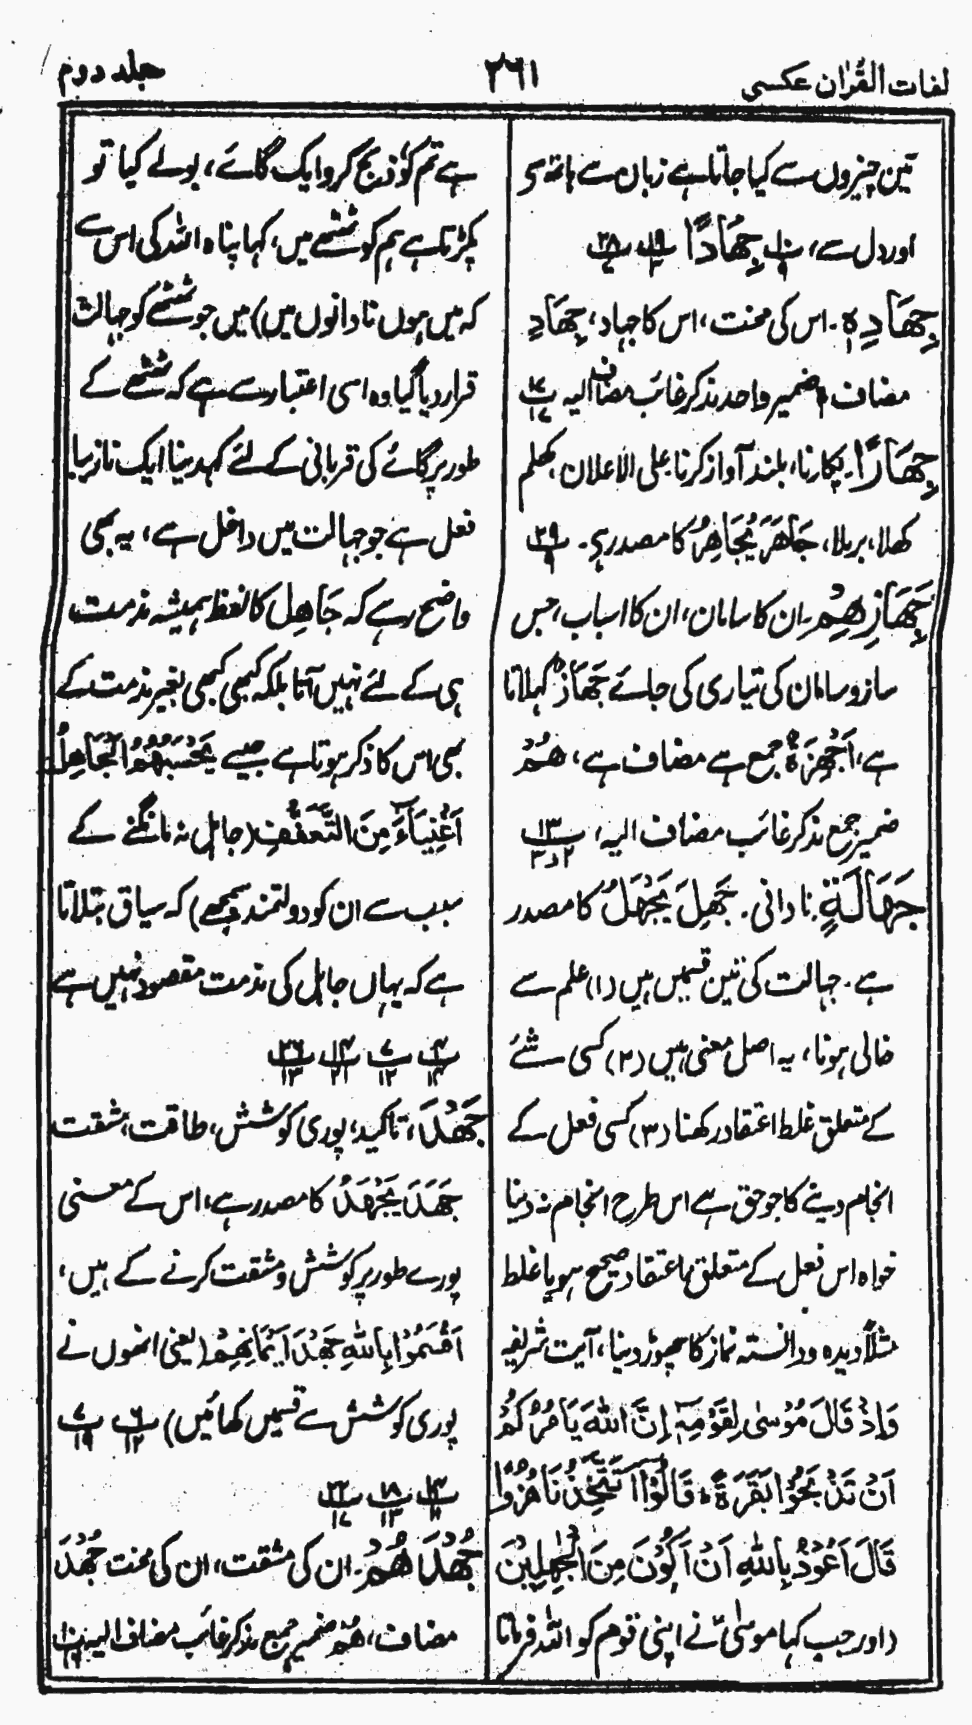 لغات القرآن عکسی
٢٦١
جلد دوم
تین چیزوں سے کیا جاتا ہے زبان سے ہاتھ سے
اور دل سے، جِهَادًا
جِهَادِهٖ۔ اس کی محنت، اس کا جہاد، جِهَادِ
مضاف ہٖ ضمیر واحد مذکر غائب مضاف الیہ
جِهَارًا۔ پکارنا، بلند آواز کرنا، علی الاعلان، کھلم
کھلا، برملا، جَاهَرَ يُجَاهِرُ کا مصدر ہے۔
جَهَازِهِمْ۔ ان کا سامان، ان کا اسباب، جس
ساز و سامان کی تیاری کی جائے جَهَازْ کہلاتا
ہے، اَجْهِزَةٌ جمع ہے مضاف ہے، هُمْ
ضمیر جمع مذکر غائب مضاف الیہ،
جَهَالَةٍ۔ نادانی۔ جَهِلَ يَجْهَلُ کا مصدر
ہے۔ جہالت کی تین قسمیں ہیں (۱) علم سے
خالی ہونا، یہ اصل معنی ہیں (۲) کسی شئے
کے متعلق غلط اعتقاد رکھنا (۳) کسی فعل کے
انجام دینے کا جو حق ہے اس طرح انجام نہ دینا
خواہ اس فعل کے متعلق اعتقاد صحیح ہو یا غلط
مثلاً دیدہ و دانستہ نماز کا چھوڑ دینا، آیت شریفہ
وَاِذْ قَالَ مُوْسٰى لِقَوْمِهٖٓ اِنَّ اللّٰهَ يَاْمُرُكُمْ
اَنْ تَذْبَحُوْا بَقَرَةً ؕ قَالُوْٓا اَتَتَّخِذُنَا هُزُوًا
قَالَ اَعُوْذُ بِاللّٰهِ اَنْ اَكُوْنَ مِنَ الْجٰهِلِيْنَ
(اور جب کہا موسٰی نے اپنی قوم کو اللہ فرماتا
ہے تم کو ذبح کرو ایک گائے، بولے کیا تو
پکڑتا ہے ہم کو ٹھٹھے میں، کہا پناہ اللہ کی اس سے
کہ میں ہوں نادانوں میں) میں جو ٹھٹھے کو جہالت
قرار دیا گیا وہ اسی اعتبار سے ہے کہ ٹھٹھے کے
طور پر گائے کی قربانی کے لئے کہدینا ایک نازیبا
فعل ہے جو جہالت میں داخل ہے، یہ بھی
واضح رہے کہ جَاهِل کا لفظ ہمیشہ مذمت
ہی کے لئے نہیں آتا بلکہ کبھی کبھی بغیر مذمت کے
بھی اس کا ذکر ہوتا ہے جیسے يَحْسَبُهُمُ الْجَاهِلُ
اَغْنِيَآءَ مِنَ التَّعَفُّفِ (جاہل نہ مانگنے کے
سبب سے ان کو دولتمند سمجھے) کہ سیاق بتلاتا
ہے کہ یہاں جاہل کی مذمت مقصود نہیں ہے
جَهْدَ، تاکید، پوری کوشش، طاقت، مشقت
جَهَدَ يَجْهَدُ کا مصدر ہے، اس کے معنی
پورے طور پر کوشش و مشقت کرنے کے ہیں،
اَقْسَمُوْا بِاللّٰهِ جَهْدَ اَيْمَانِهِمْ (یعنی انھوں نے
پوری کوشش سے قسمیں کھائیں)
جُهْدَهُمْ۔ ان کی مشقت، ان کی محنت جُهْدَ
مضاف، هُمْ ضمیر جمع مذکر غائب مضاف الیہ